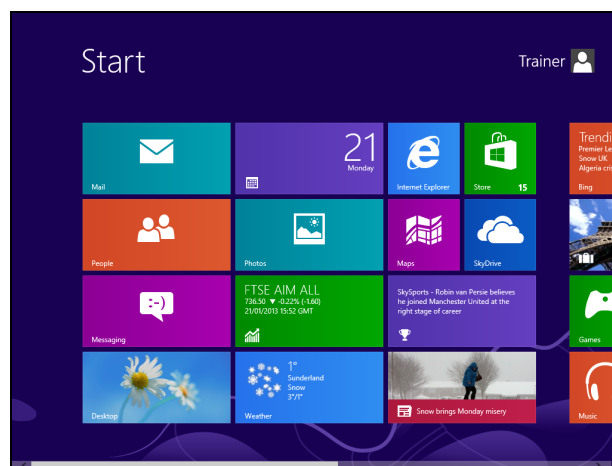 Start
Trainer
Mail
21
Monday
Internet Explorer
Store
15
Trendi
Premier Le
Snow UK
Algeria cris
Bing
People
Photos
Maps
SkyDrive
Messaging
FTSE AIM ALL
736.50 ▼ -0.22% (-1.60)
21/01/2013 15:52 GMT
SkySports - Robin van Persie believes
he joined Manchester United at the
right stage of career
Games
Desktop
1°
Sunderland
Snow
3°/1°
Weather
Snow brings Monday misery
Music